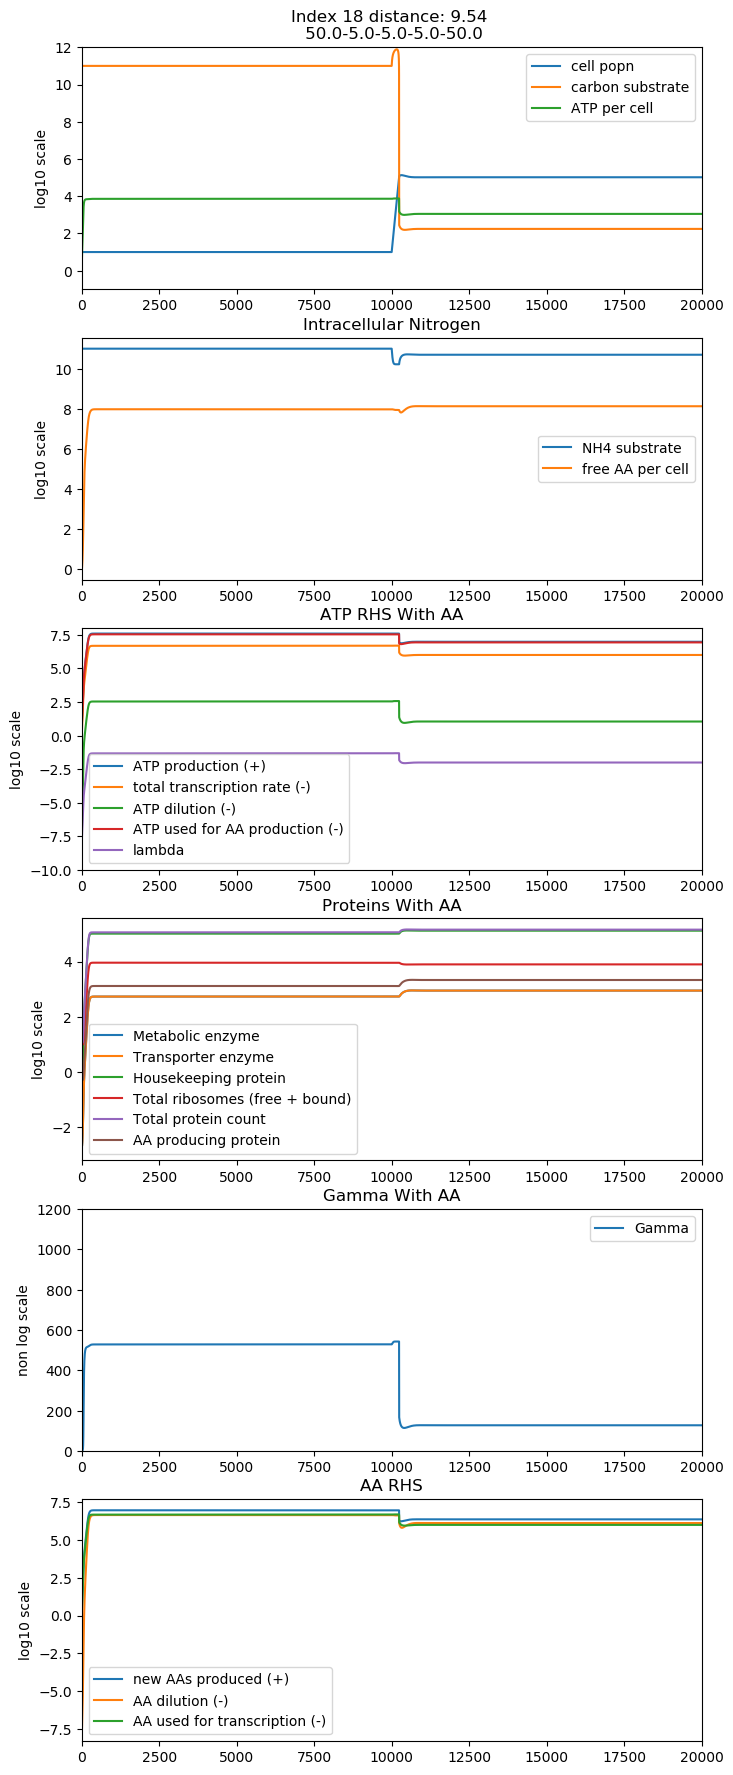 Index 18 distance: 9.54
50.0-5.0-5.0-5.0-50.0
12
10
8
6
4
2
0
log10 scale
cell popn
carbon substrate
ATP per cell
0 2500 5000 7500 10000 12500 15000 17500 20000
Intracellular Nitrogen
10
8
6
4
2
0
log10 scale
NH4 substrate
free AA per cell
0 2500 5000 7500 10000 12500 15000 17500 20000
ATP RHS With AA
7.5
5.0
2.5
0.0
−2.5
−5.0
−7.5
−10.0
log10 scale
ATP production (+)
total transcription rate (-)
ATP dilution (-)
ATP used for AA production (-)
lambda
0 2500 5000 7500 10000 12500 15000 17500 20000
Proteins With AA
4
2
0
−2
log10 scale
Metabolic enzyme
Transporter enzyme
Housekeeping protein
Total ribosomes (free + bound)
Total protein count
AA producing protein
0 2500 5000 7500 10000 12500 15000 17500 20000
Gamma With AA
1200
1000
800
600
400
200
0
non log scale
Gamma
0 2500 5000 7500 10000 12500 15000 17500 20000
AA RHS
7.5
5.0
2.5
0.0
−2.5
−5.0
−7.5
log10 scale
new AAs produced (+)
AA dilution (-)
AA used for transcription (-)
0 2500 5000 7500 10000 12500 15000 17500 20000